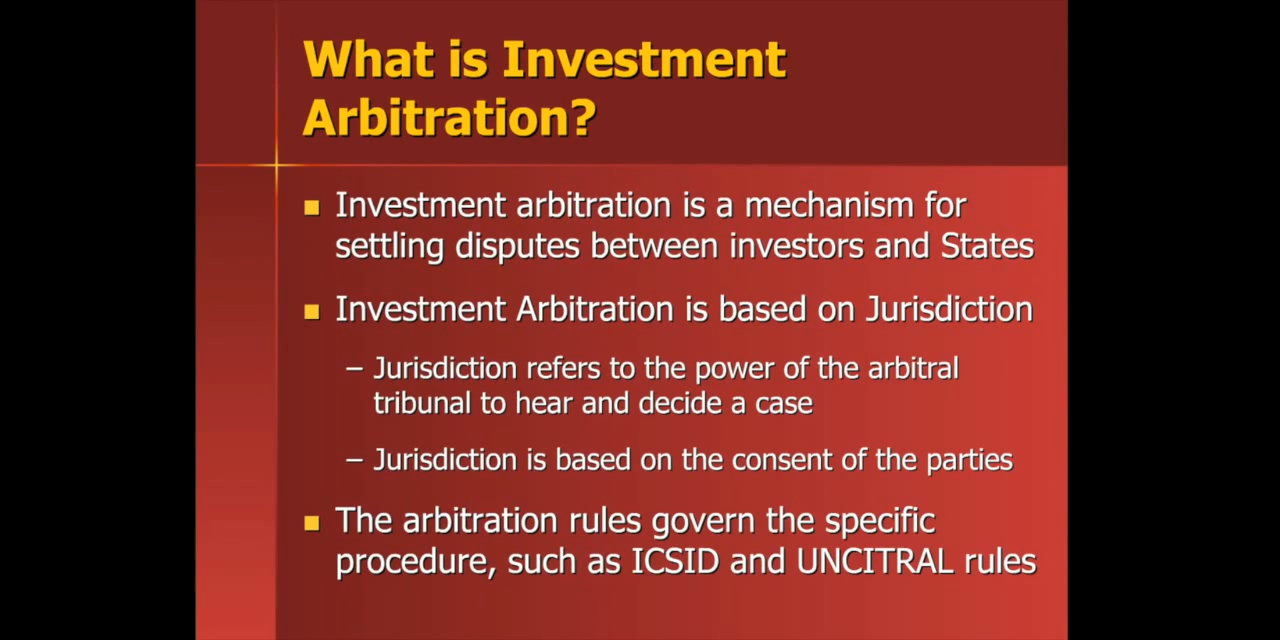 What is Investment
Arbitration?
■ Investment arbitration is a mechanism for
settling disputes between investors and States
■ Investment Arbitration is based on Jurisdiction
– Jurisdiction refers to the power of the arbitral
tribunal to hear and decide a case
– Jurisdiction is based on the consent of the parties
■ The arbitration rules govern the specific
procedure, such as ICSID and UNCITRAL rules